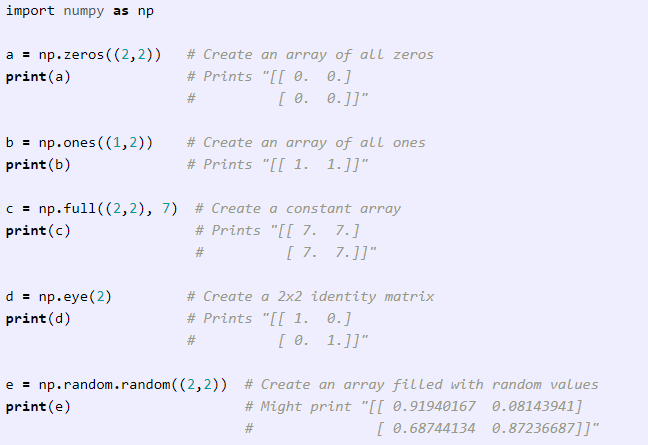 import numpy as np
a = np.zeros((2,2))   # Create an array of all zeros
print(a)              # Prints "[[ 0.  0.]
                      #          [ 0.  0.]]"
b = np.ones((1,2))    # Create an array of all ones
print(b)              # Prints "[[ 1.  1.]]"
c = np.full((2,2), 7)  # Create a constant array
print(c)               # Prints "[[ 7.  7.]
                       #          [ 7.  7.]]"
d = np.eye(2)         # Create a 2x2 identity matrix
print(d)              # Prints "[[ 1.  0.]
                      #          [ 0.  1.]]"
e = np.random.random((2,2))  # Create an array filled with random values
print(e)                     # Might print "[[ 0.91940167  0.08143941]
                             #               [ 0.68744134  0.87236687]]"